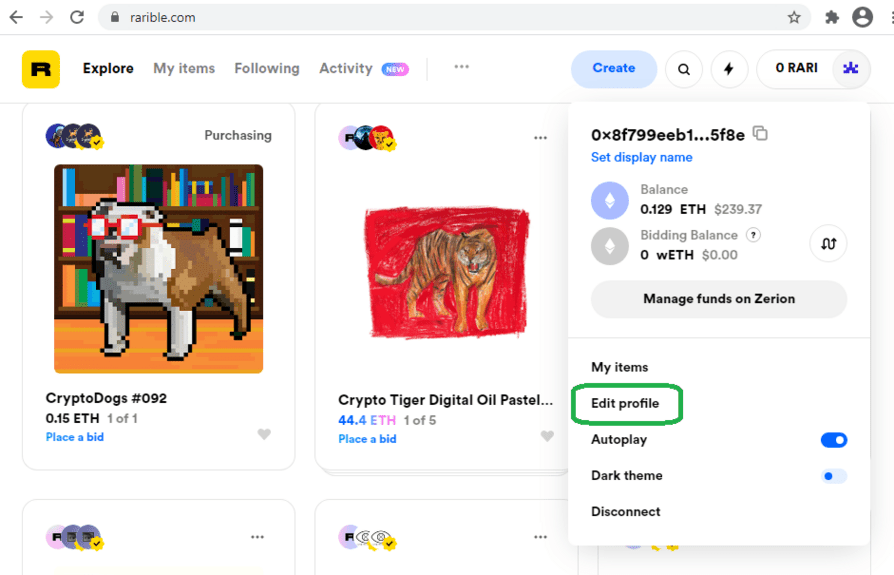 rarible.com
R
Explore
My items
Following
Activity NEW
...
Create
0 RARI
Purchasing
CryptoDogs #092
0.15 ETH 1 of 1
Place a bid
Crypto Tiger Digital Oil Pastel...
44.4 ETH 1 of 5
Place a bid
0×8f799eeb1...5f8e
Set display name
Balance
0.129 ETH $239.37
Bidding Balance ?
0 wETH $0.00
Manage funds on Zerion
My items
Edit profile
Autoplay
Dark theme
Disconnect